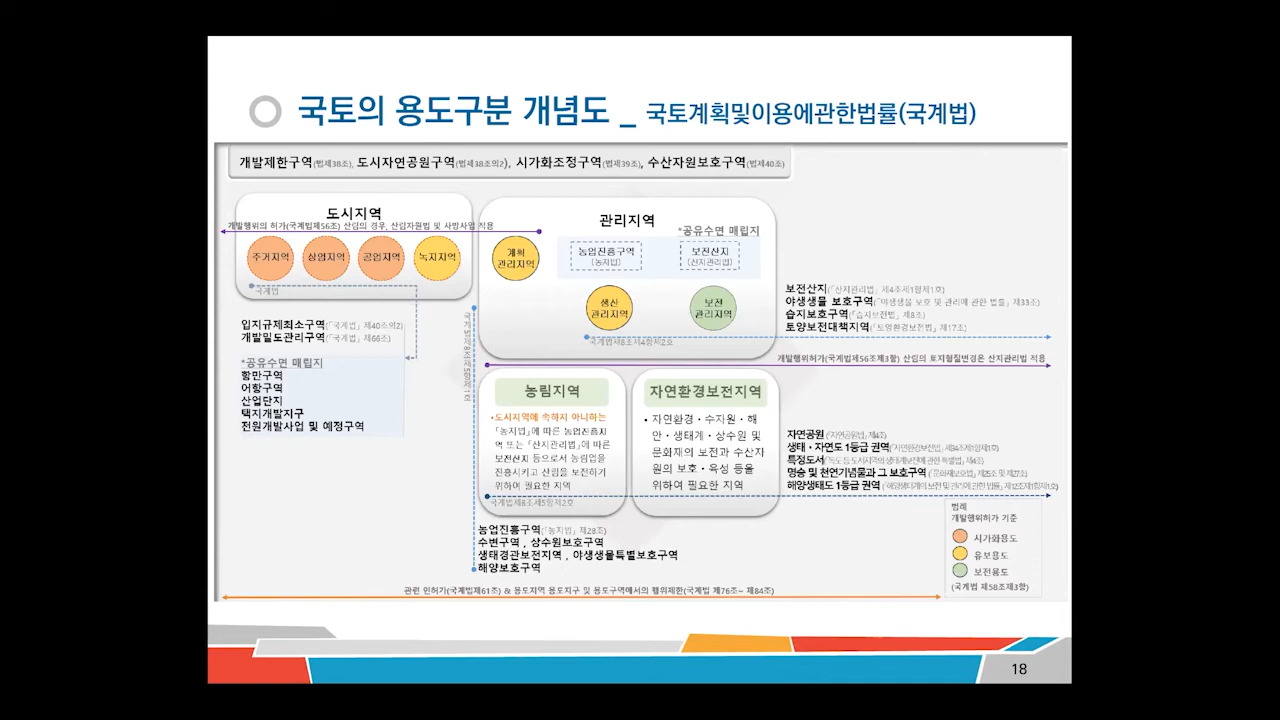 국토의 용도구분 개념도 _ 국토계획및이용에관한법률(국계법)
개발제한구역(법제38조), 도시자연공원구역(법제38조의2), 시가화조정구역(법제39조), 수산자원보호구역(법제40조)
도시지역
개발행위의 허가(국계법제56조) 산림의 경우, 산림자원법 및 사방사업 적용
주거지역
상업지역
공업지역
녹지지역
국계법
입지규제최소구역(「국계법」 제40조의2)
개발밀도관리구역(「국계법」 제66조)
*공유수면 매립지
항만구역
어항구역
산업단지
택지개발지구
전원개발사업 및 예정구역
관리지역
*공유수면 매립지
계획
관리지역
농업진흥구역
(농지법)
보전산지
(산지관리법)
생산
관리지역
보전
관리지역
국계법제8조제4항제2호
보전산지(「산지관리법」 제4조제1항제1호)
야생생물 보호구역(「야생생물 보호 및 관리에 관한 법률」 제33조)
습지보호구역(「습지보전법」 제8조)
토양보전대책지역(「토양환경보전법」 제17조)
개발행위허가(국계법제56조제3항) 산림의 토지형질변경은 산지관리법 적용
농림지역
•도시지역에 속하지 아니하는
「농지법」에 따른 농업진흥지
역 또는 「산지관리법」에 따른
보전산지 등으로서 농림업을
진흥시키고 산림을 보전하기
위하여 필요한 지역
국계법제8조제5항제2호
자연환경보전지역
• 자연환경·수자원·해
안·생태계·상수원 및
문화재의 보전과 수산자
원의 보호·육성 등을
위하여 필요한 지역
자연공원(「자연공원법」 제4조)
생태·자연도 1등급 권역(「자연환경보전법」 제34조제1항제1호)
특정도서(「독도 등 도서지역의 생태계보전에 관한 특별법」 제4조)
명승 및 천연기념물과 그 보호구역(「문화재보호법」 제25조 및 제27조)
해양생태도 1등급 권역(「해양생태계의 보전 및 관리에 관한 법률」 제12조제1항제1호)
농업진흥구역(「농지법」 제28조)
수변구역 , 상수원보호구역
생태경관보전지역 , 야생생물특별보호구역
해양보호구역
범례
개발행위허가 기준
시가화용도
유보용도
보전용도
(국계법 제58조제3항)
관련 인허가(국계법제61조) & 용도지역 용도지구 및 용도구역에서의 행위제한(국계법 제76조~ 제84조)
18